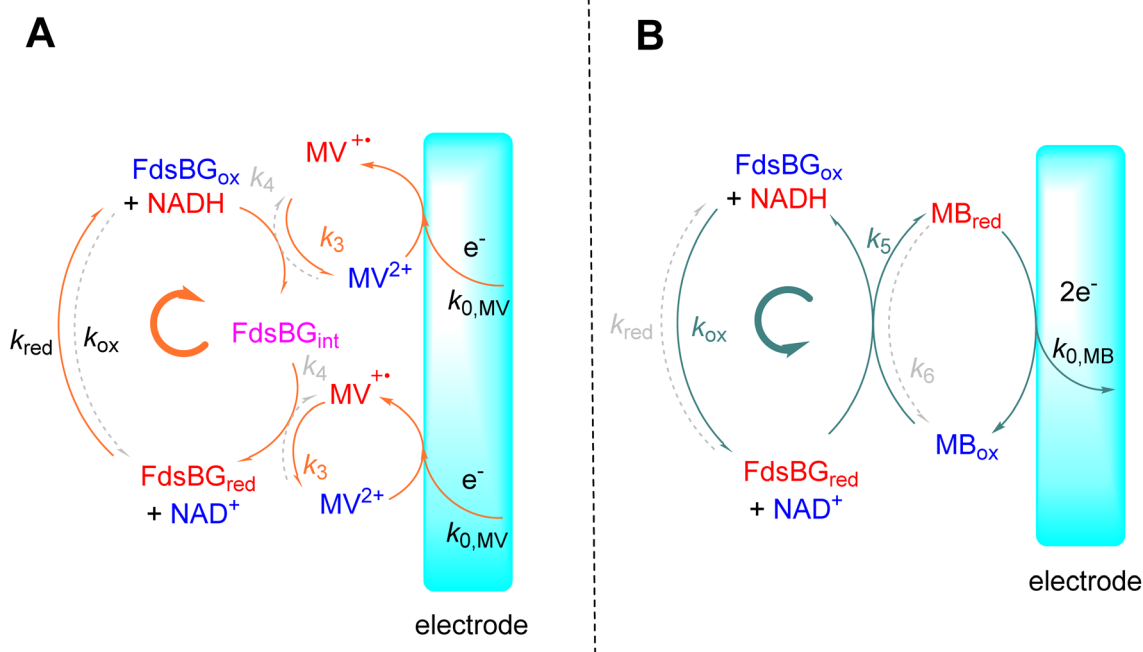 A
MV⁺•
FdsBGox
+ NADH
k4
k3
MV2+
e-
k0,MV
kred
kox
FdsBGint
k4
MV⁺•
FdsBGred
+ NAD+
k3
MV2+
e-
k0,MV
electrode
B
FdsBGox
+ NADH
MBred
k5
2e-
kred
kox
k0,MB
k6
MBox
FdsBGred
+ NAD+
electrode